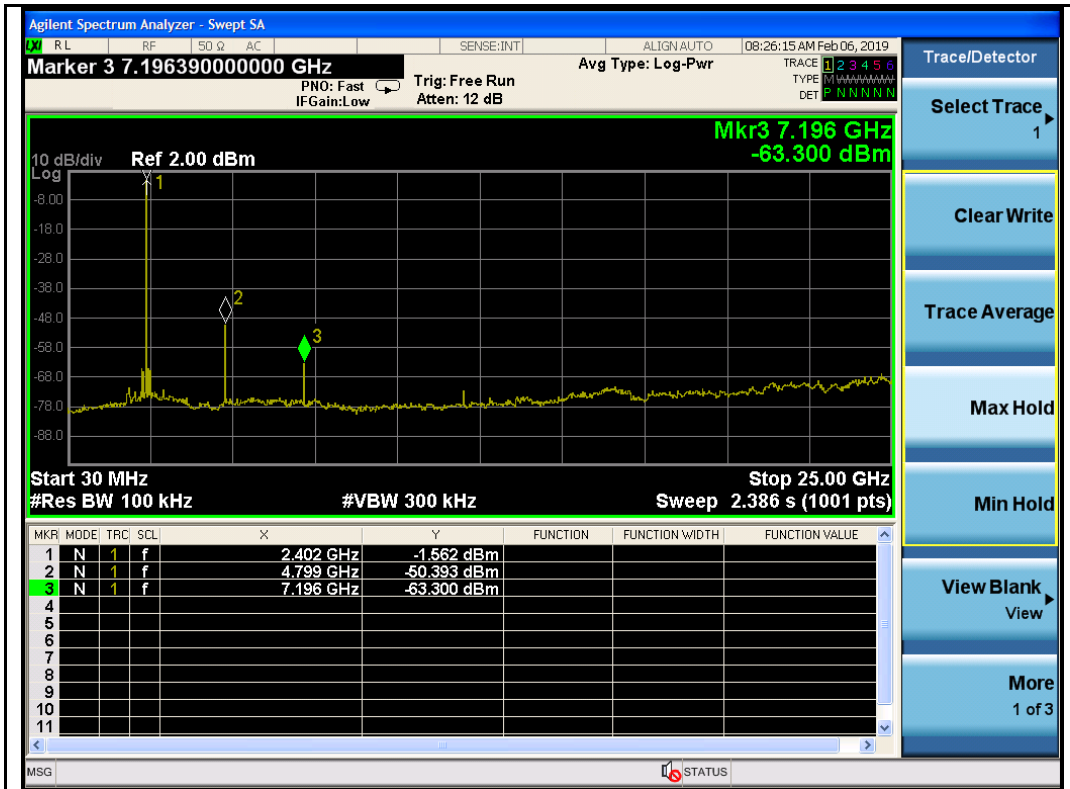 Agilent Spectrum Analyzer - Swept SA
LXI RL RF 50 Ω AC SENSE:INT ALIGN AUTO 08:26:15 AM Feb 06, 2019
Marker 3 7.196390000000 GHz
PNO: Fast
IFGain:Low
Trig: Free Run
Atten: 12 dB
Avg Type: Log-Pwr
TRACE 1 2 3 4 5 6
TYPE M WWWWW
DET P N N N N N
Mkr3 7.196 GHz
-63.300 dBm
10 dB/div Ref 2.00 dBm
Log
1
-8.00
-18.0
-28.0
-38.0
2
-48.0
3
-58.0
-68.0
-78.0
-88.0
Start 30 MHz Stop 25.00 GHz
#Res BW 100 kHz #VBW 300 kHz Sweep 2.386 s (1001 pts)
MKR MODE TRC SCL X Y FUNCTION FUNCTION WIDTH FUNCTION VALUE
1 N 1 f 2.402 GHz -1.562 dBm
2 N 1 f 4.799 GHz -50.393 dBm
3 N 1 f 7.196 GHz -63.300 dBm
4
5
6
7
8
9
10
11
MSG STATUS
Trace/Detector
Select Trace
1
Clear Write
Trace Average
Max Hold
Min Hold
View Blank
View
More
1 of 3